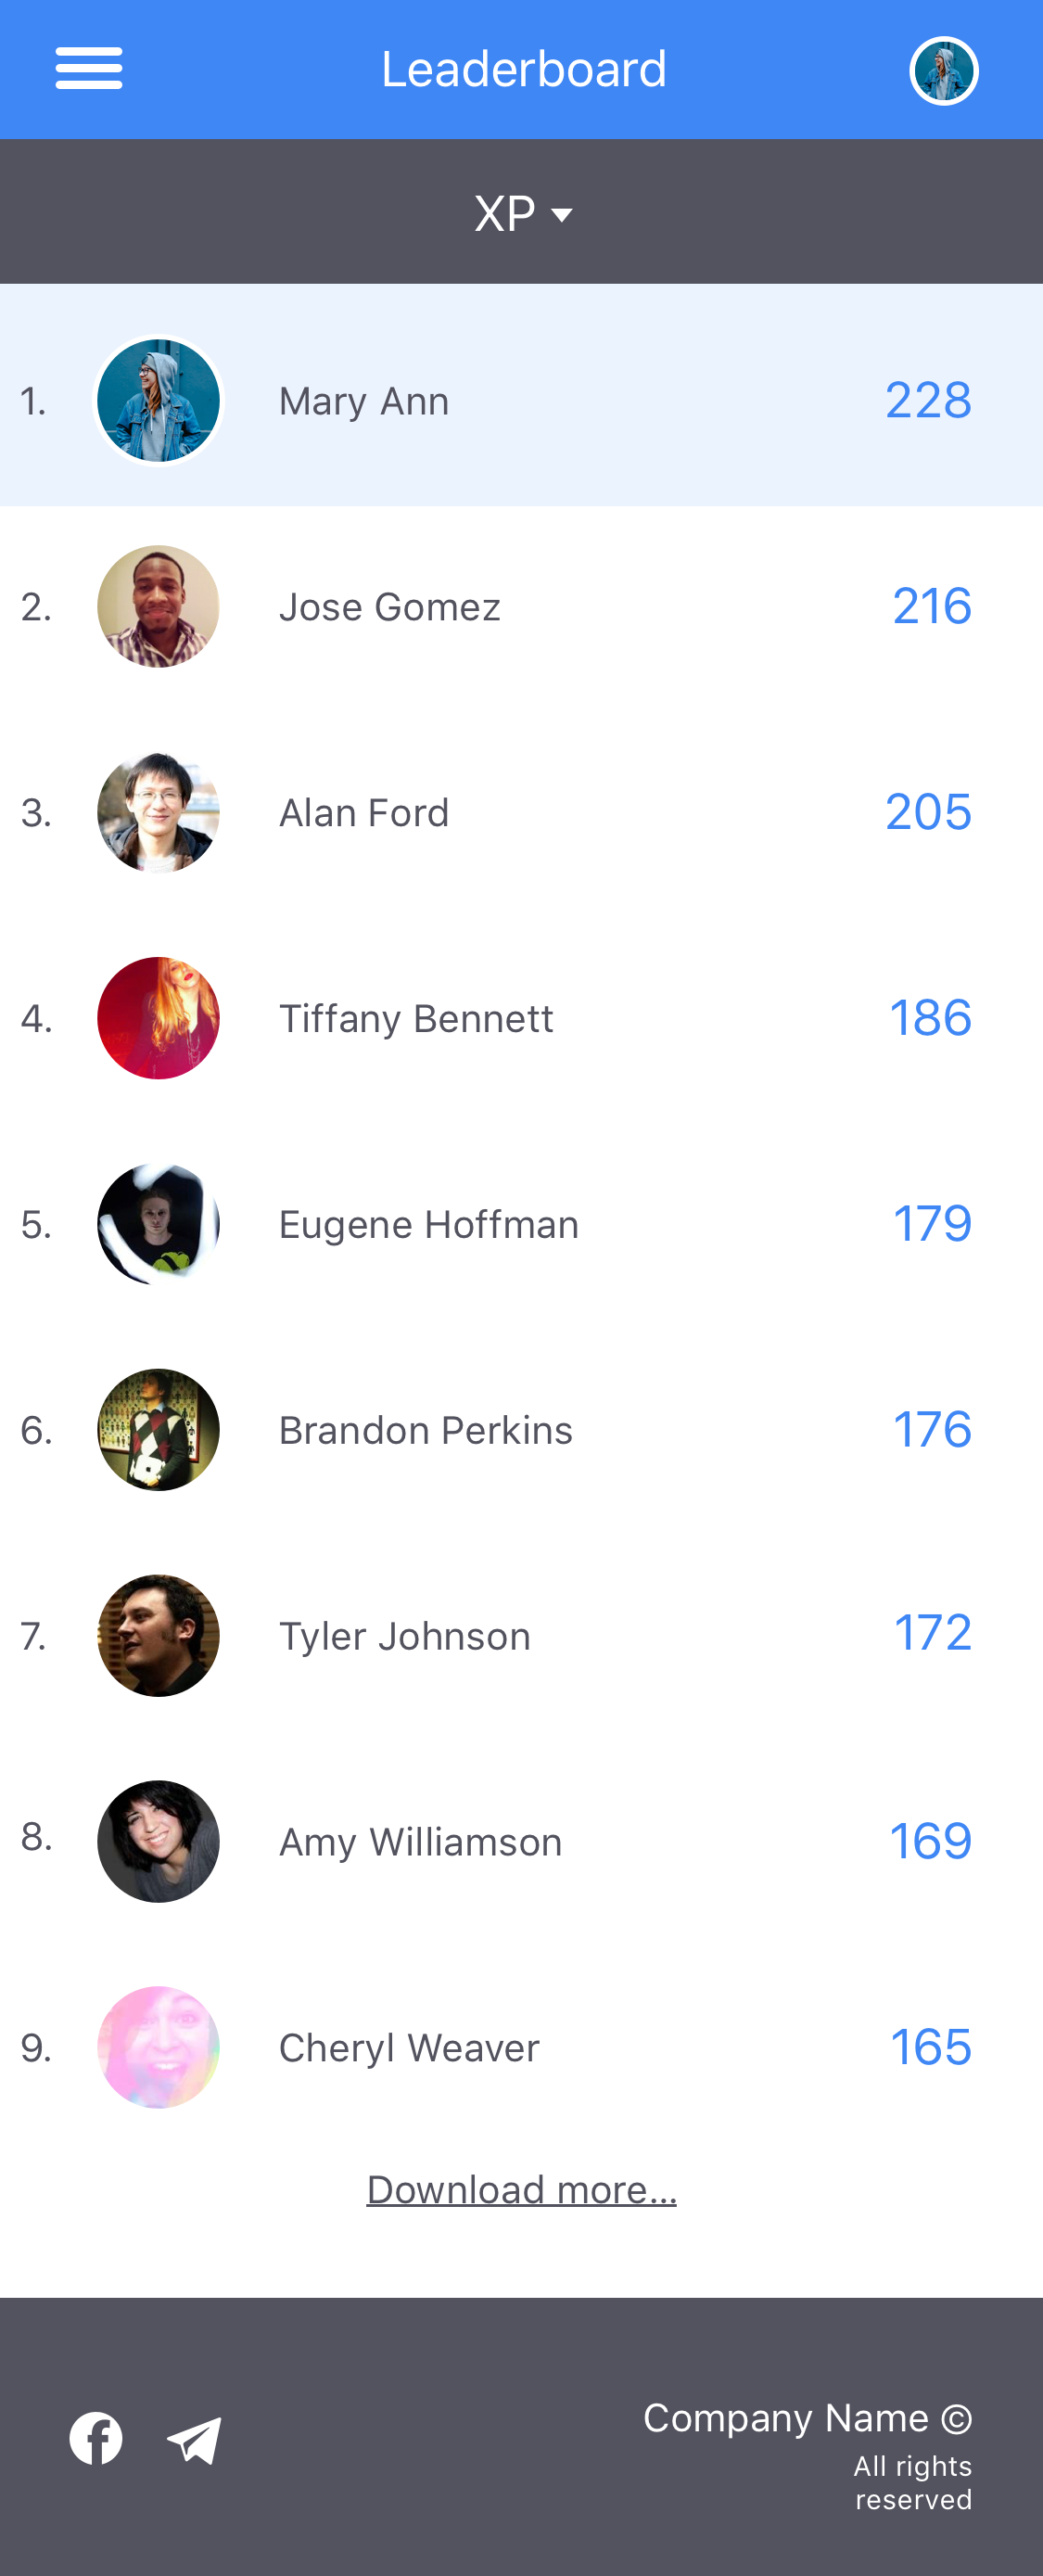 Leaderboard
XP
1. Mary Ann 228
2. Jose Gomez 216
3. Alan Ford 205
4. Tiffany Bennett 186
5. Eugene Hoffman 179
6. Brandon Perkins 176
7. Tyler Johnson 172
8. Amy Williamson 169
9. Cheryl Weaver 165
Download more...
Company Name ©
All rights
reserved